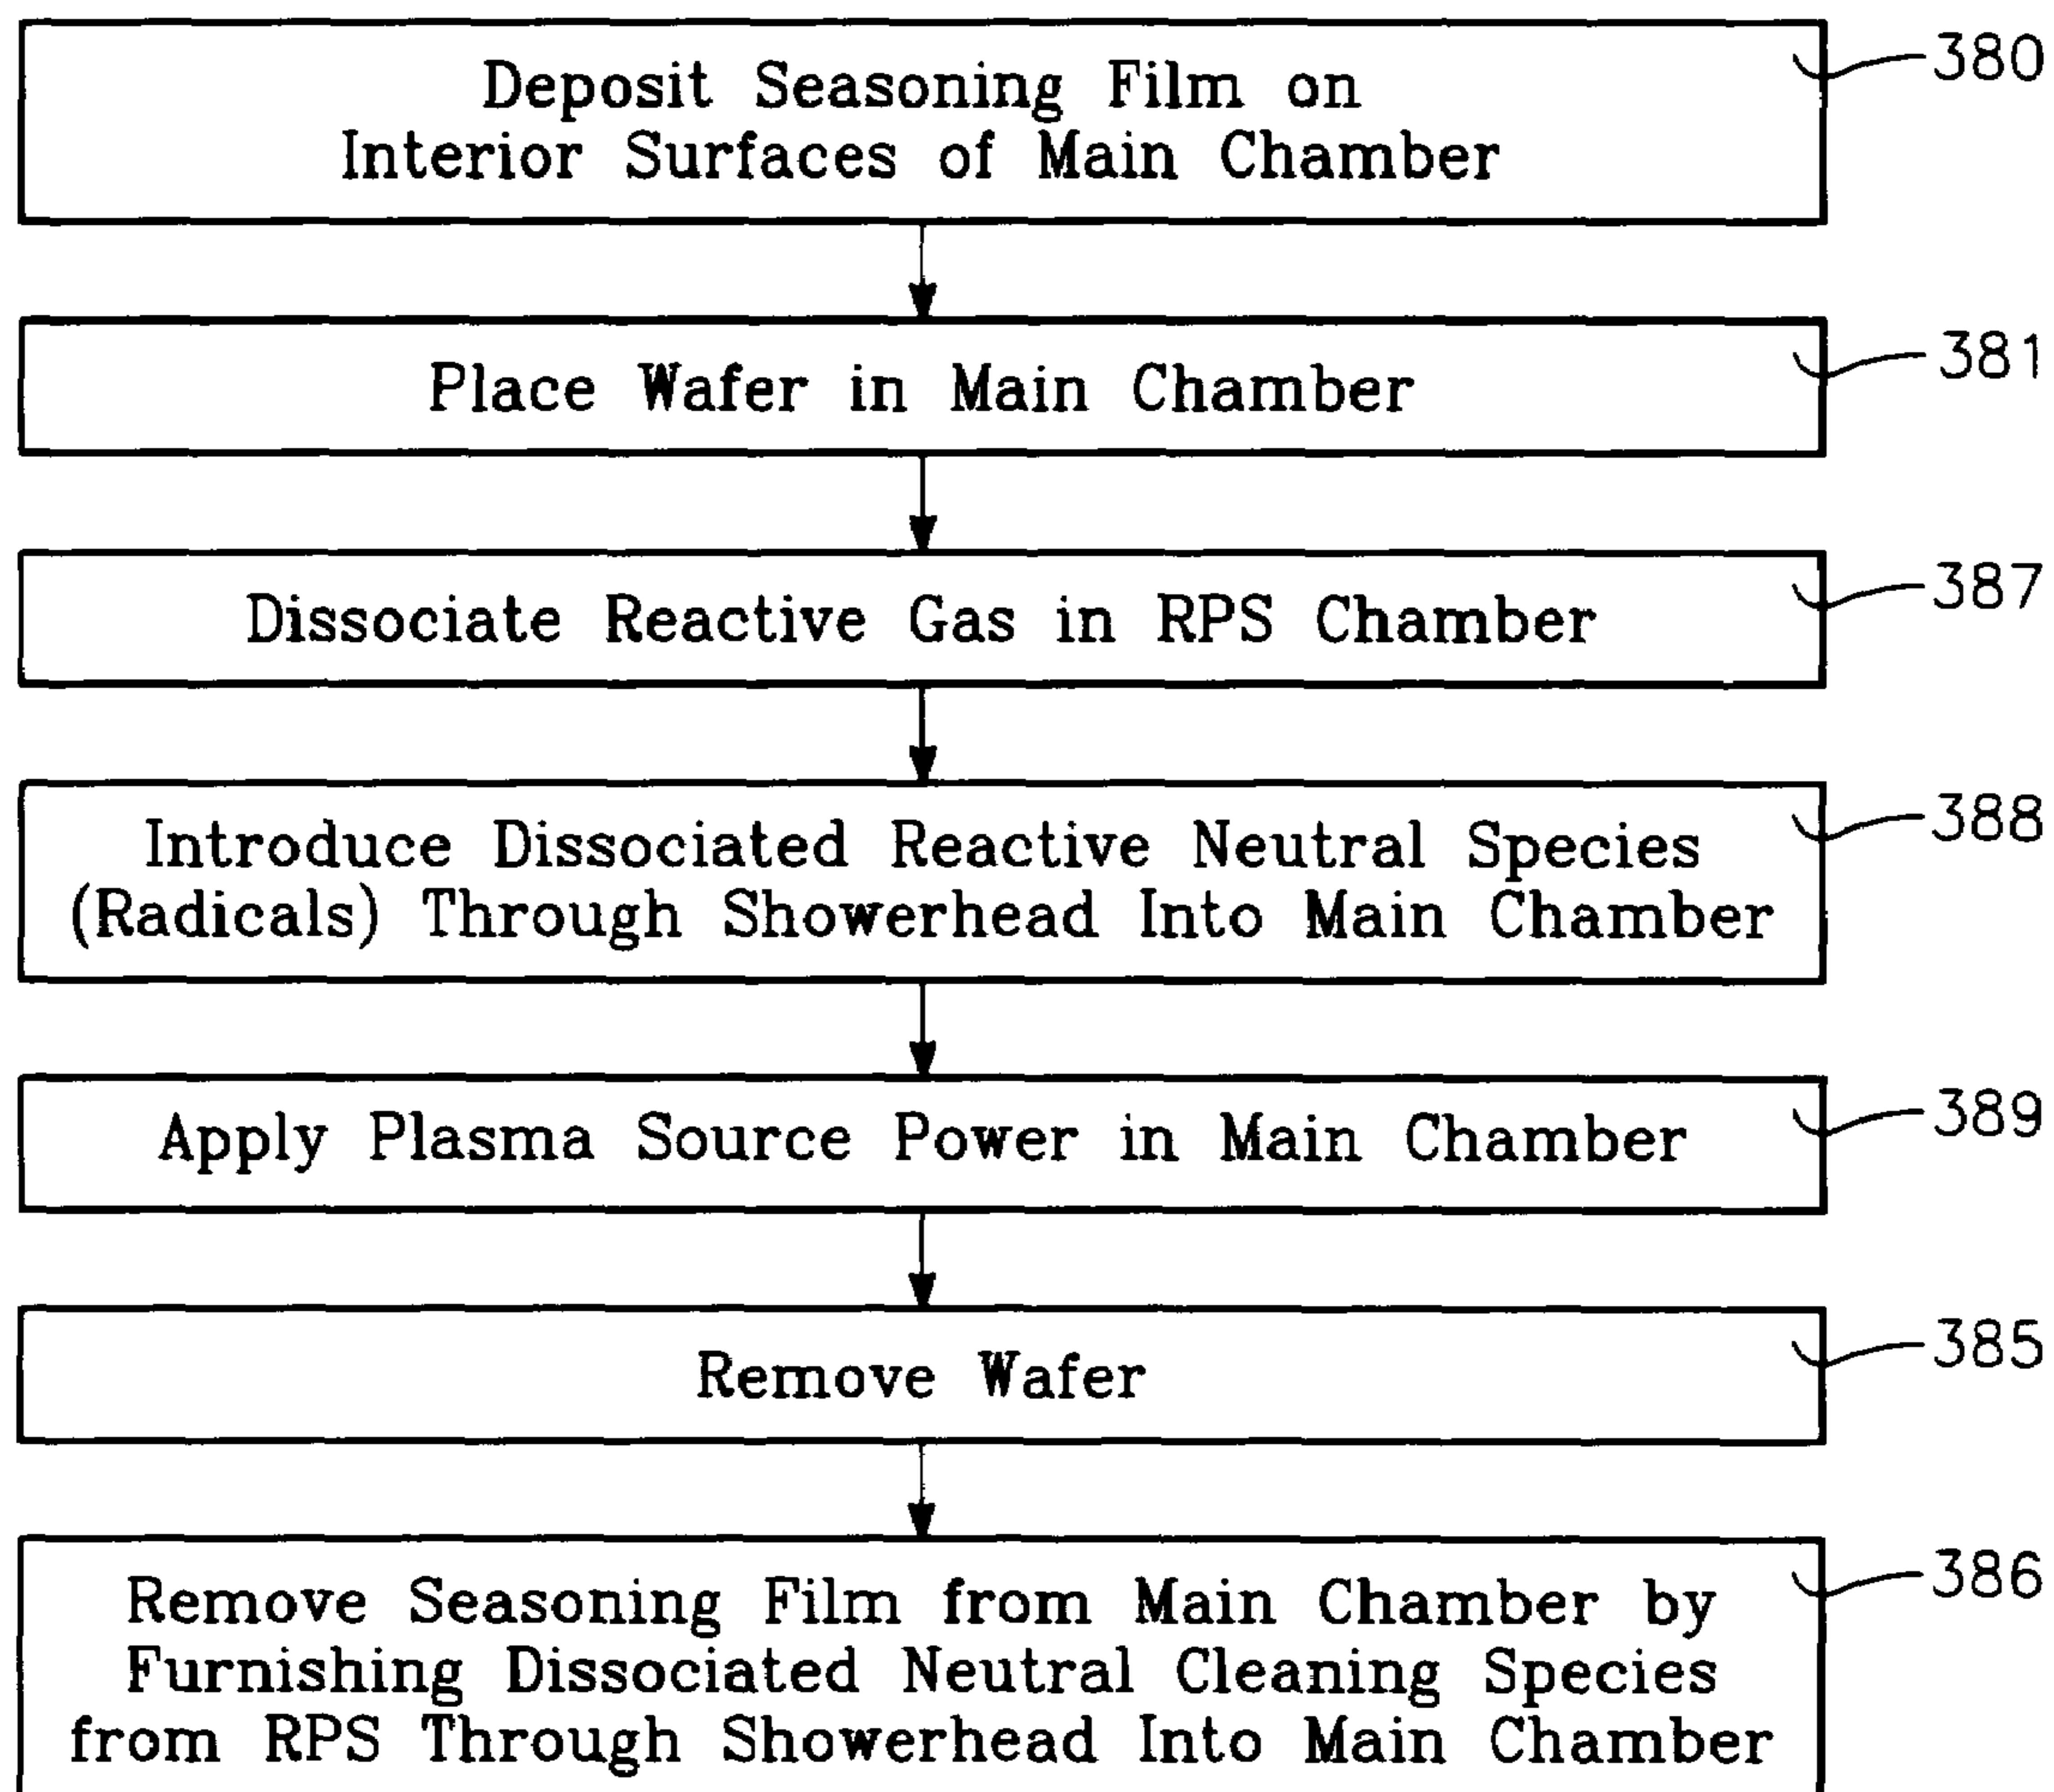 Deposit Seasoning Film on
Interior Surfaces of Main Chamber
380
Place Wafer in Main Chamber
381
Dissociate Reactive Gas in RPS Chamber
387
Introduce Dissociated Reactive Neutral Species
(Radicals) Through Showerhead Into Main Chamber
388
Apply Plasma Source Power in Main Chamber
389
Remove Wafer
385
Remove Seasoning Film from Main Chamber by
Furnishing Dissociated Neutral Cleaning Species
from RPS Through Showerhead Into Main Chamber
386